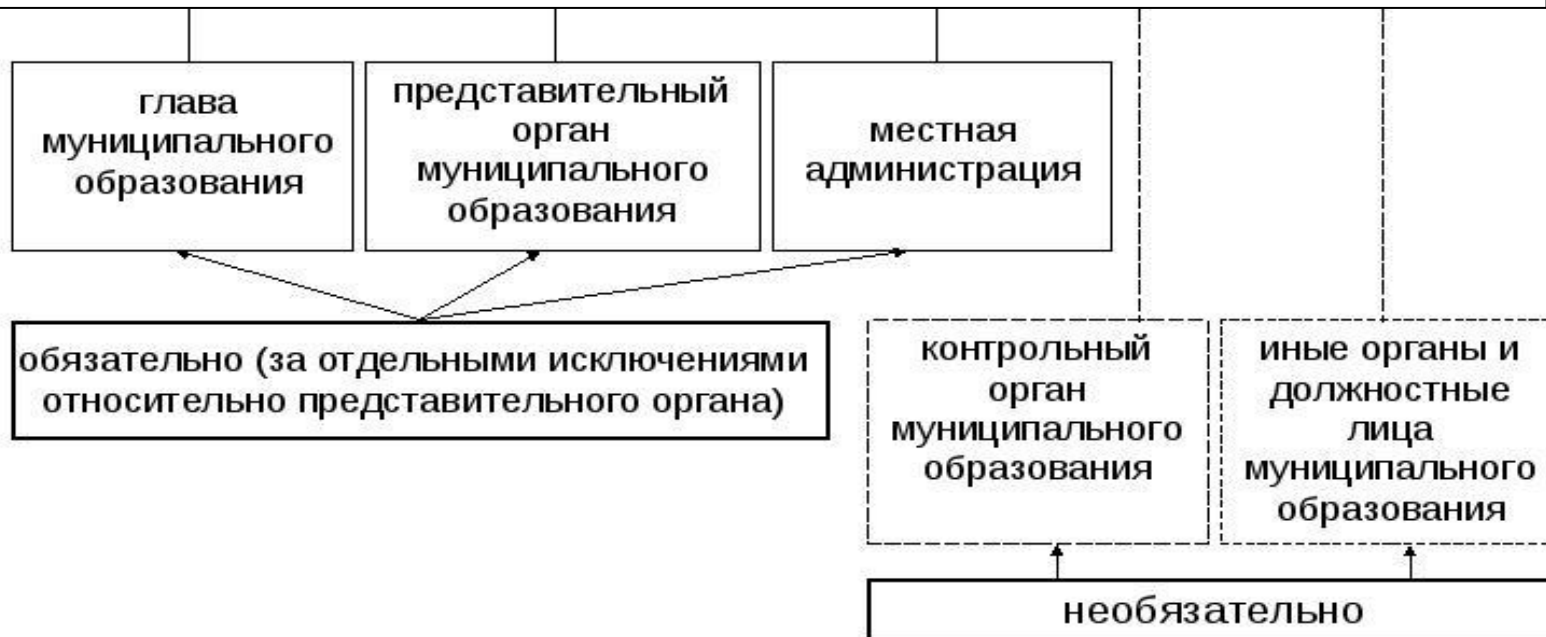 глава
муниципального
образования
представительный
орган
муниципального
образования
местная
администрация
обязательно (за отдельными исключениями
относительно представительного органа)
контрольный
орган
муниципального
образования
иные органы и
должностные
лица
муниципального
образования
необязательно